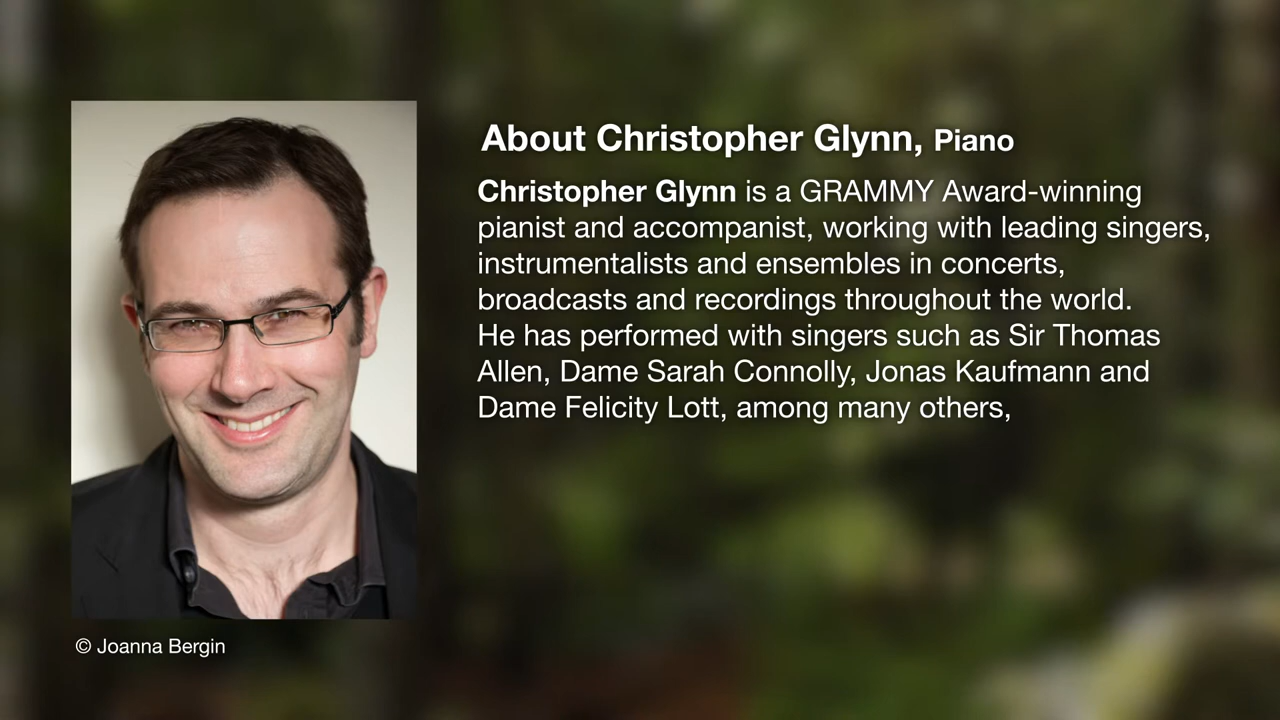 About Christopher Glynn, Piano
Christopher Glynn is a GRAMMY Award-winning
pianist and accompanist, working with leading singers,
instrumentalists and ensembles in concerts,
broadcasts and recordings throughout the world.
He has performed with singers such as Sir Thomas
Allen, Dame Sarah Connolly, Jonas Kaufmann and
Dame Felicity Lott, among many others,
© Joanna Bergin